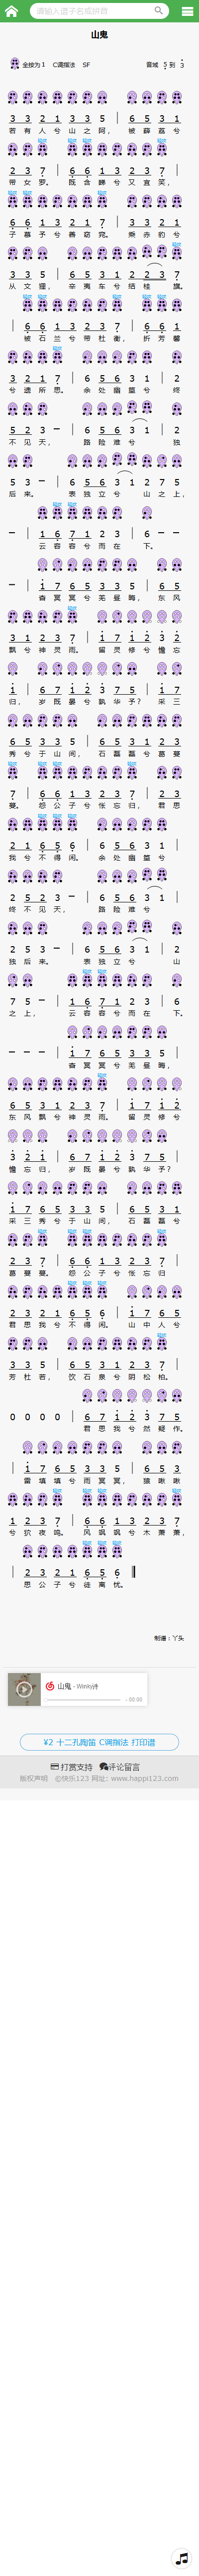 请输入谱子名或拼音
山鬼
全按为 1 C调指法 SF 音域 5 到 3
3 3 2 1 3 3 5 3 3 2 1
若 有 人 兮 山 之 阿， 被 薜 荔 兮
2 3 7 6 6 1 3 2 3 7
带 女 罗。 既 含 睇 兮 又 宜 笑，
6 6 1 3 2 1 7 3 3 2 1
子 慕 予 兮 善 窈 窕。 乘 赤 豹 兮
3 3 5 6 5 3 1 2 2 3 7
从 文 狸， 辛 夷 车 兮 结 桂 旗。
6 6 1 3 2 3 7 6 6 1
被 石 兰 兮 带 杜 衡， 折 芳 馨
3 2 1 7 6 5 6 3 1 2
兮 遗 所 思。 余 处 幽 篁 兮 终
5 2 3 － 6 5 6 3 1 2
不 见 天， 路 险 难 兮 独
5 3 － 6 5 6 3 1 2 7 5
后 来。 表 独 立 兮 山 之 上，
－ 1 6 7 1 2 3 6 － －
云 容 容 兮 而 在 下。
－ 1 7 6 5 3 3 5 6 5
杳 冥 冥 兮 羌 昼 晦， 东 风
3 1 2 3 7 1 7 1 2 3 2
飘 兮 神 灵 雨。 留 灵 修 兮 憺 忘
1 6 7 1 2 3 7 5 1 7
归， 岁 既 晏 兮 孰 华 予？ 采 三
6 5 3 3 5 6 5 3 1 2 3
秀 兮 于 山 间， 石 磊 磊 兮 葛 蔓
7 6 6 1 3 2 3 7 2 3
蔓。 怨 公 子 兮 怅 忘 归， 君 思
2 1 6 5 6 6 5 6 3 1
我 兮 不 得 闲。 余 处 幽 篁 兮
2 5 2 3 － 6 5 6 3 1
终 不 见 天， 路 险 难 兮
2 5 3 － 6 5 6 3 1 2
独 后 来。 表 独 立 兮 山
7 5 － 1 6 7 1 2 3 6
之 上， 云 容 容 兮 而 在 下。
－ － － 1 7 6 5 3 3 5
杳 冥 冥 兮 羌 昼 晦，
6 5 3 1 2 3 7 1 7 1 2
东 风 飘 兮 神 灵 雨。 留 灵 修 兮
3 2 1 6 7 1 2 3 7 5
憺 忘 归， 岁 既 晏 兮 孰 华 予？
1 7 6 5 3 3 5 6 5 3 1
采 三 秀 兮 于 山 间， 石 磊 磊 兮
2 3 7 6 6 1 3 2 3 7
葛 蔓 蔓。 怨 公 子 兮 怅 忘 归
2 3 2 1 6 5 6 1 7 6 5
君 思 我 兮 不 得 闲。 山 中 人 兮
3 3 5 6 5 3 1 2 3 7
芳 杜 若， 饮 石 泉 兮 阴 松 柏。
0 0 0 0 6 7 1 2 3 7 5
君 思 我 兮 然 疑 作。
1 7 6 5 3 3 5 6 5 3
雷 填 填 兮 雨 冥 冥， 猿 啾 啾
1 2 3 7 6 6 1 3 2 3 7
兮 狖 夜 鸣。 风 飒 飒 兮 木 萧 萧，
2 3 2 1 6 5 6
思 公 子 兮 徒 离 忧。
制谱：丫头
山鬼 - Winky诗
- 00:00
¥2 十二孔陶笛 C调指法 打印谱
打赏支持 评论留言
版权声明 ©快乐123 网址: www.happi123.com